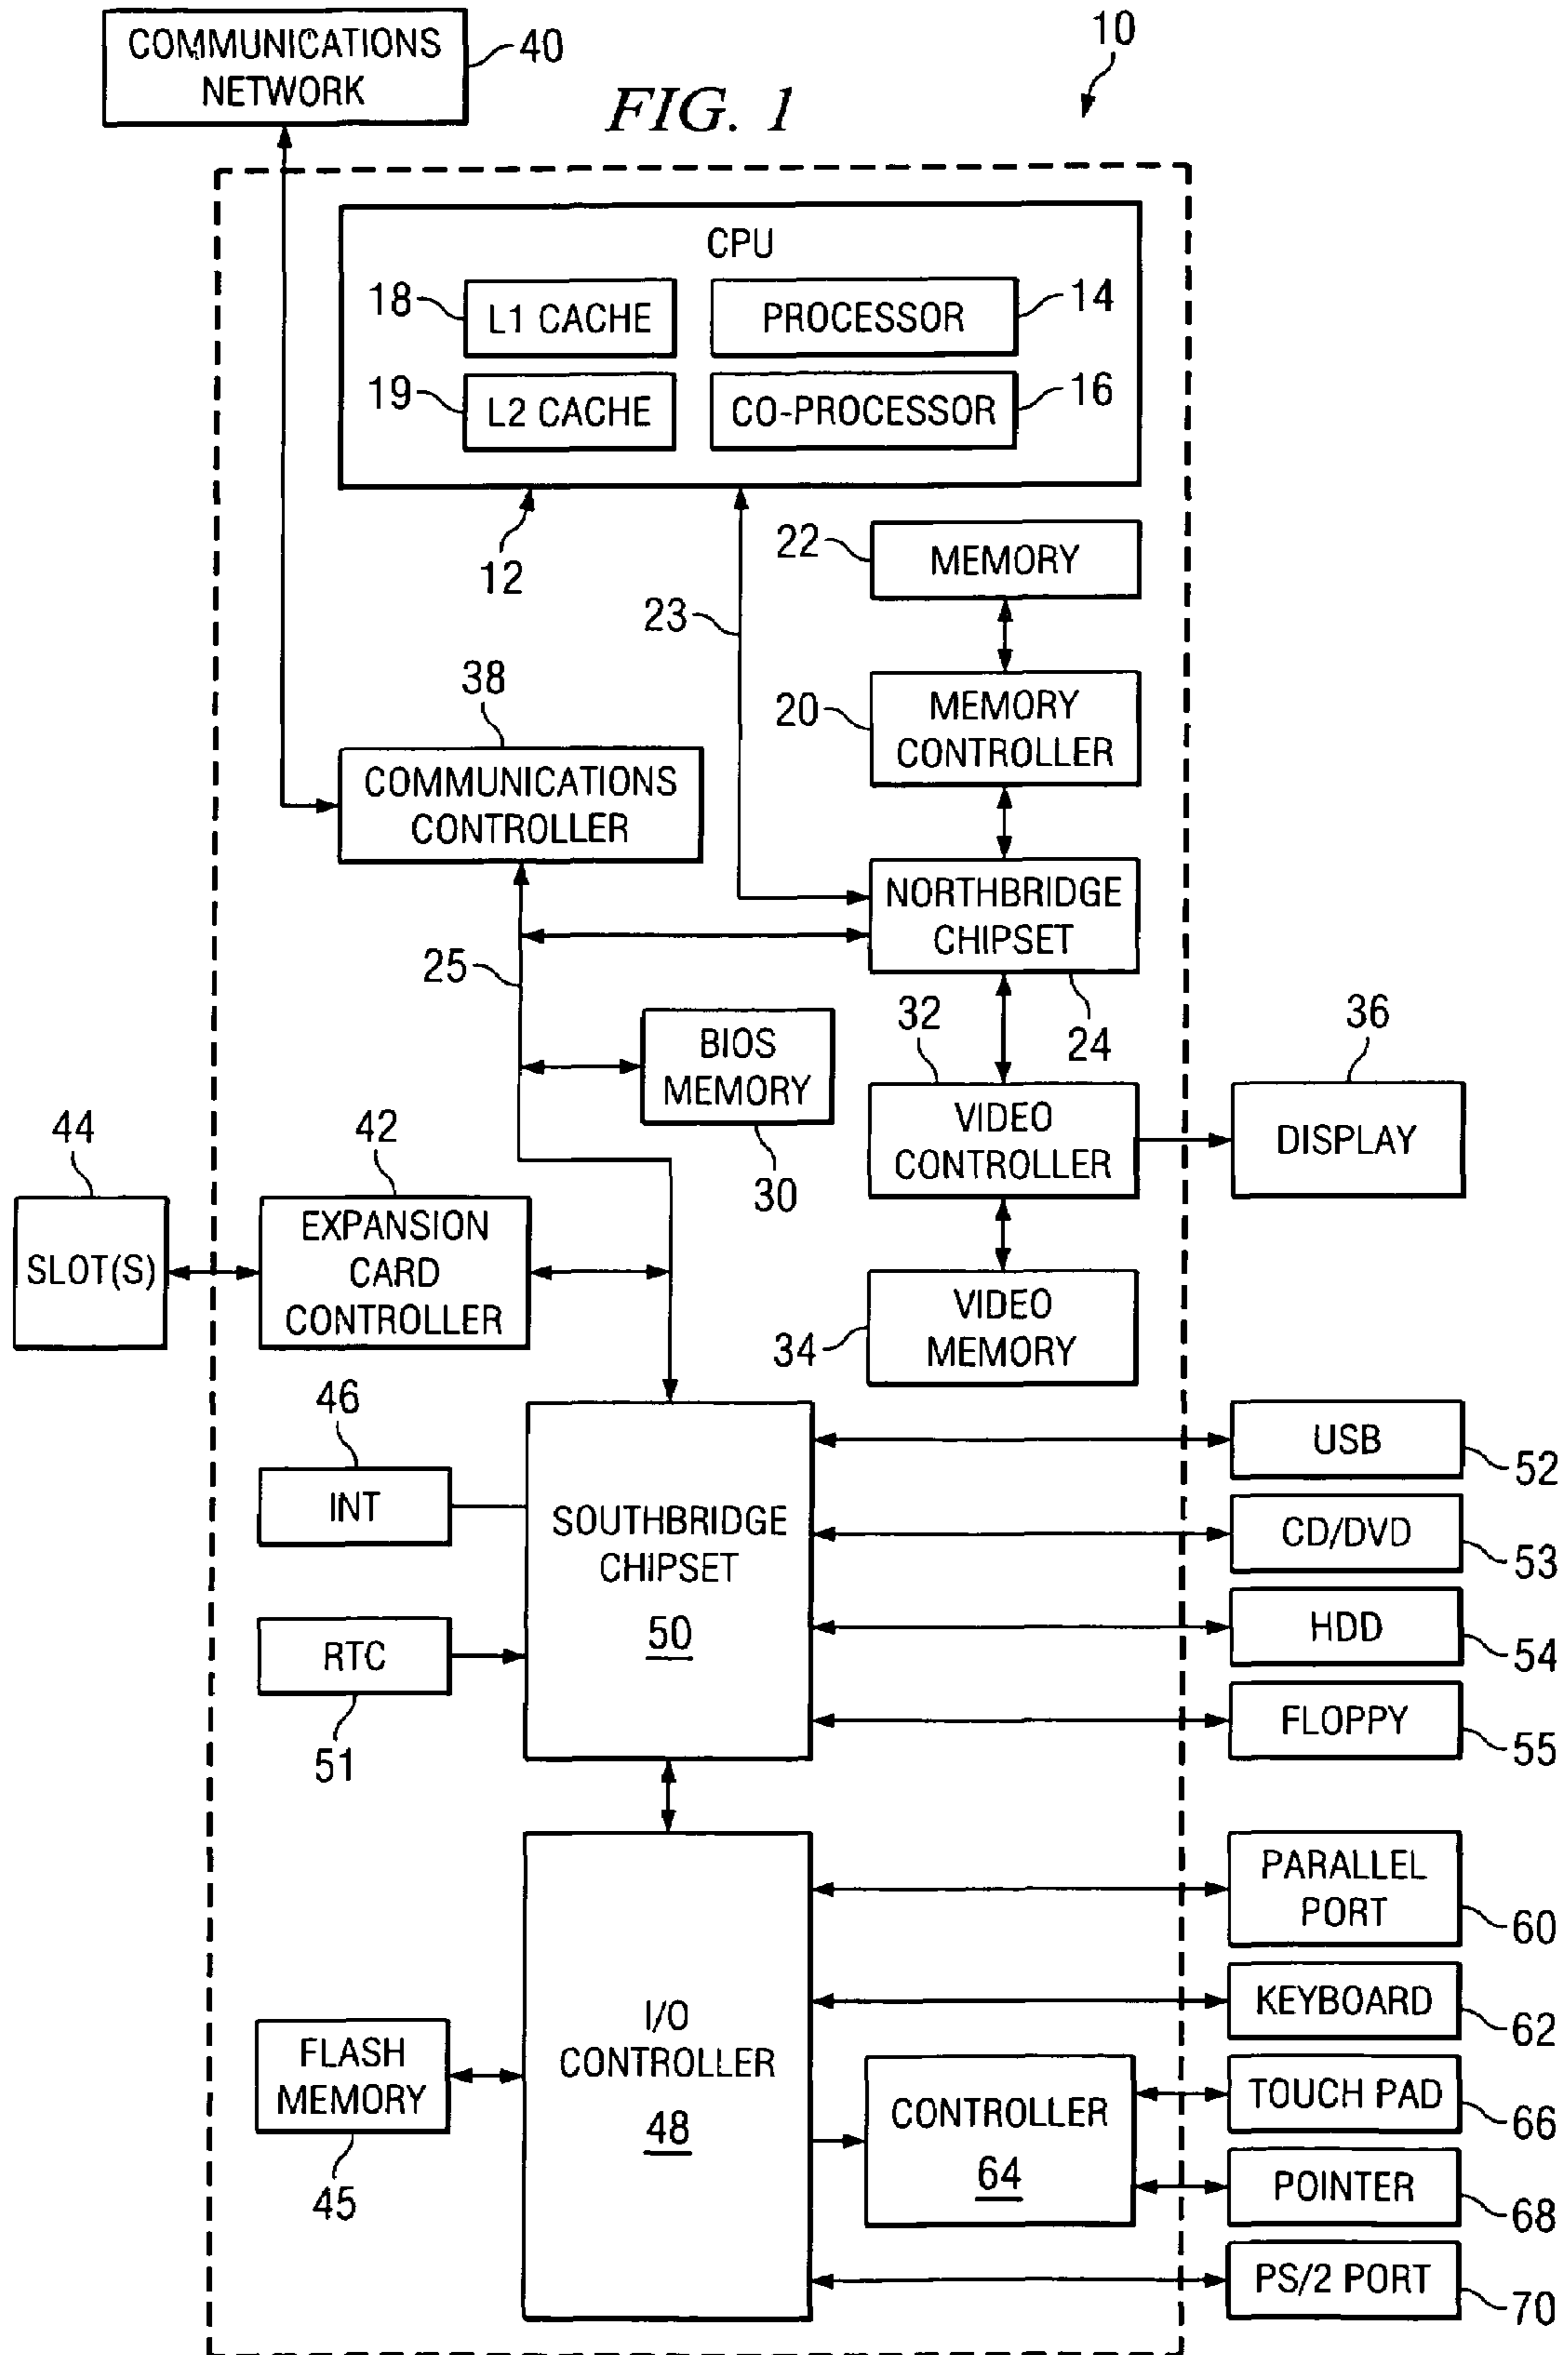 COMMUNICATIONS
NETWORK
40
10
FIG. 1
CPU
18
L1 CACHE
PROCESSOR
14
19
L2 CACHE
CO-PROCESSOR
16
12
22
MEMORY
23
38
20
MEMORY
CONTROLLER
COMMUNICATIONS
CONTROLLER
NORTHBRIDGE
CHIPSET
25
24
BIOS
MEMORY
30
32
36
VIDEO
CONTROLLER
DISPLAY
44
42
SLOT(S)
EXPANSION
CARD
CONTROLLER
34
VIDEO
MEMORY
46
INT
SOUTHBRIDGE
CHIPSET
50
USB
52
CD/DVD
53
RTC
51
HDD
54
FLOPPY
55
PARALLEL
PORT
60
I/O
CONTROLLER
48
KEYBOARD
62
FLASH
MEMORY
45
CONTROLLER
64
TOUCH PAD
66
POINTER
68
PS/2 PORT
70